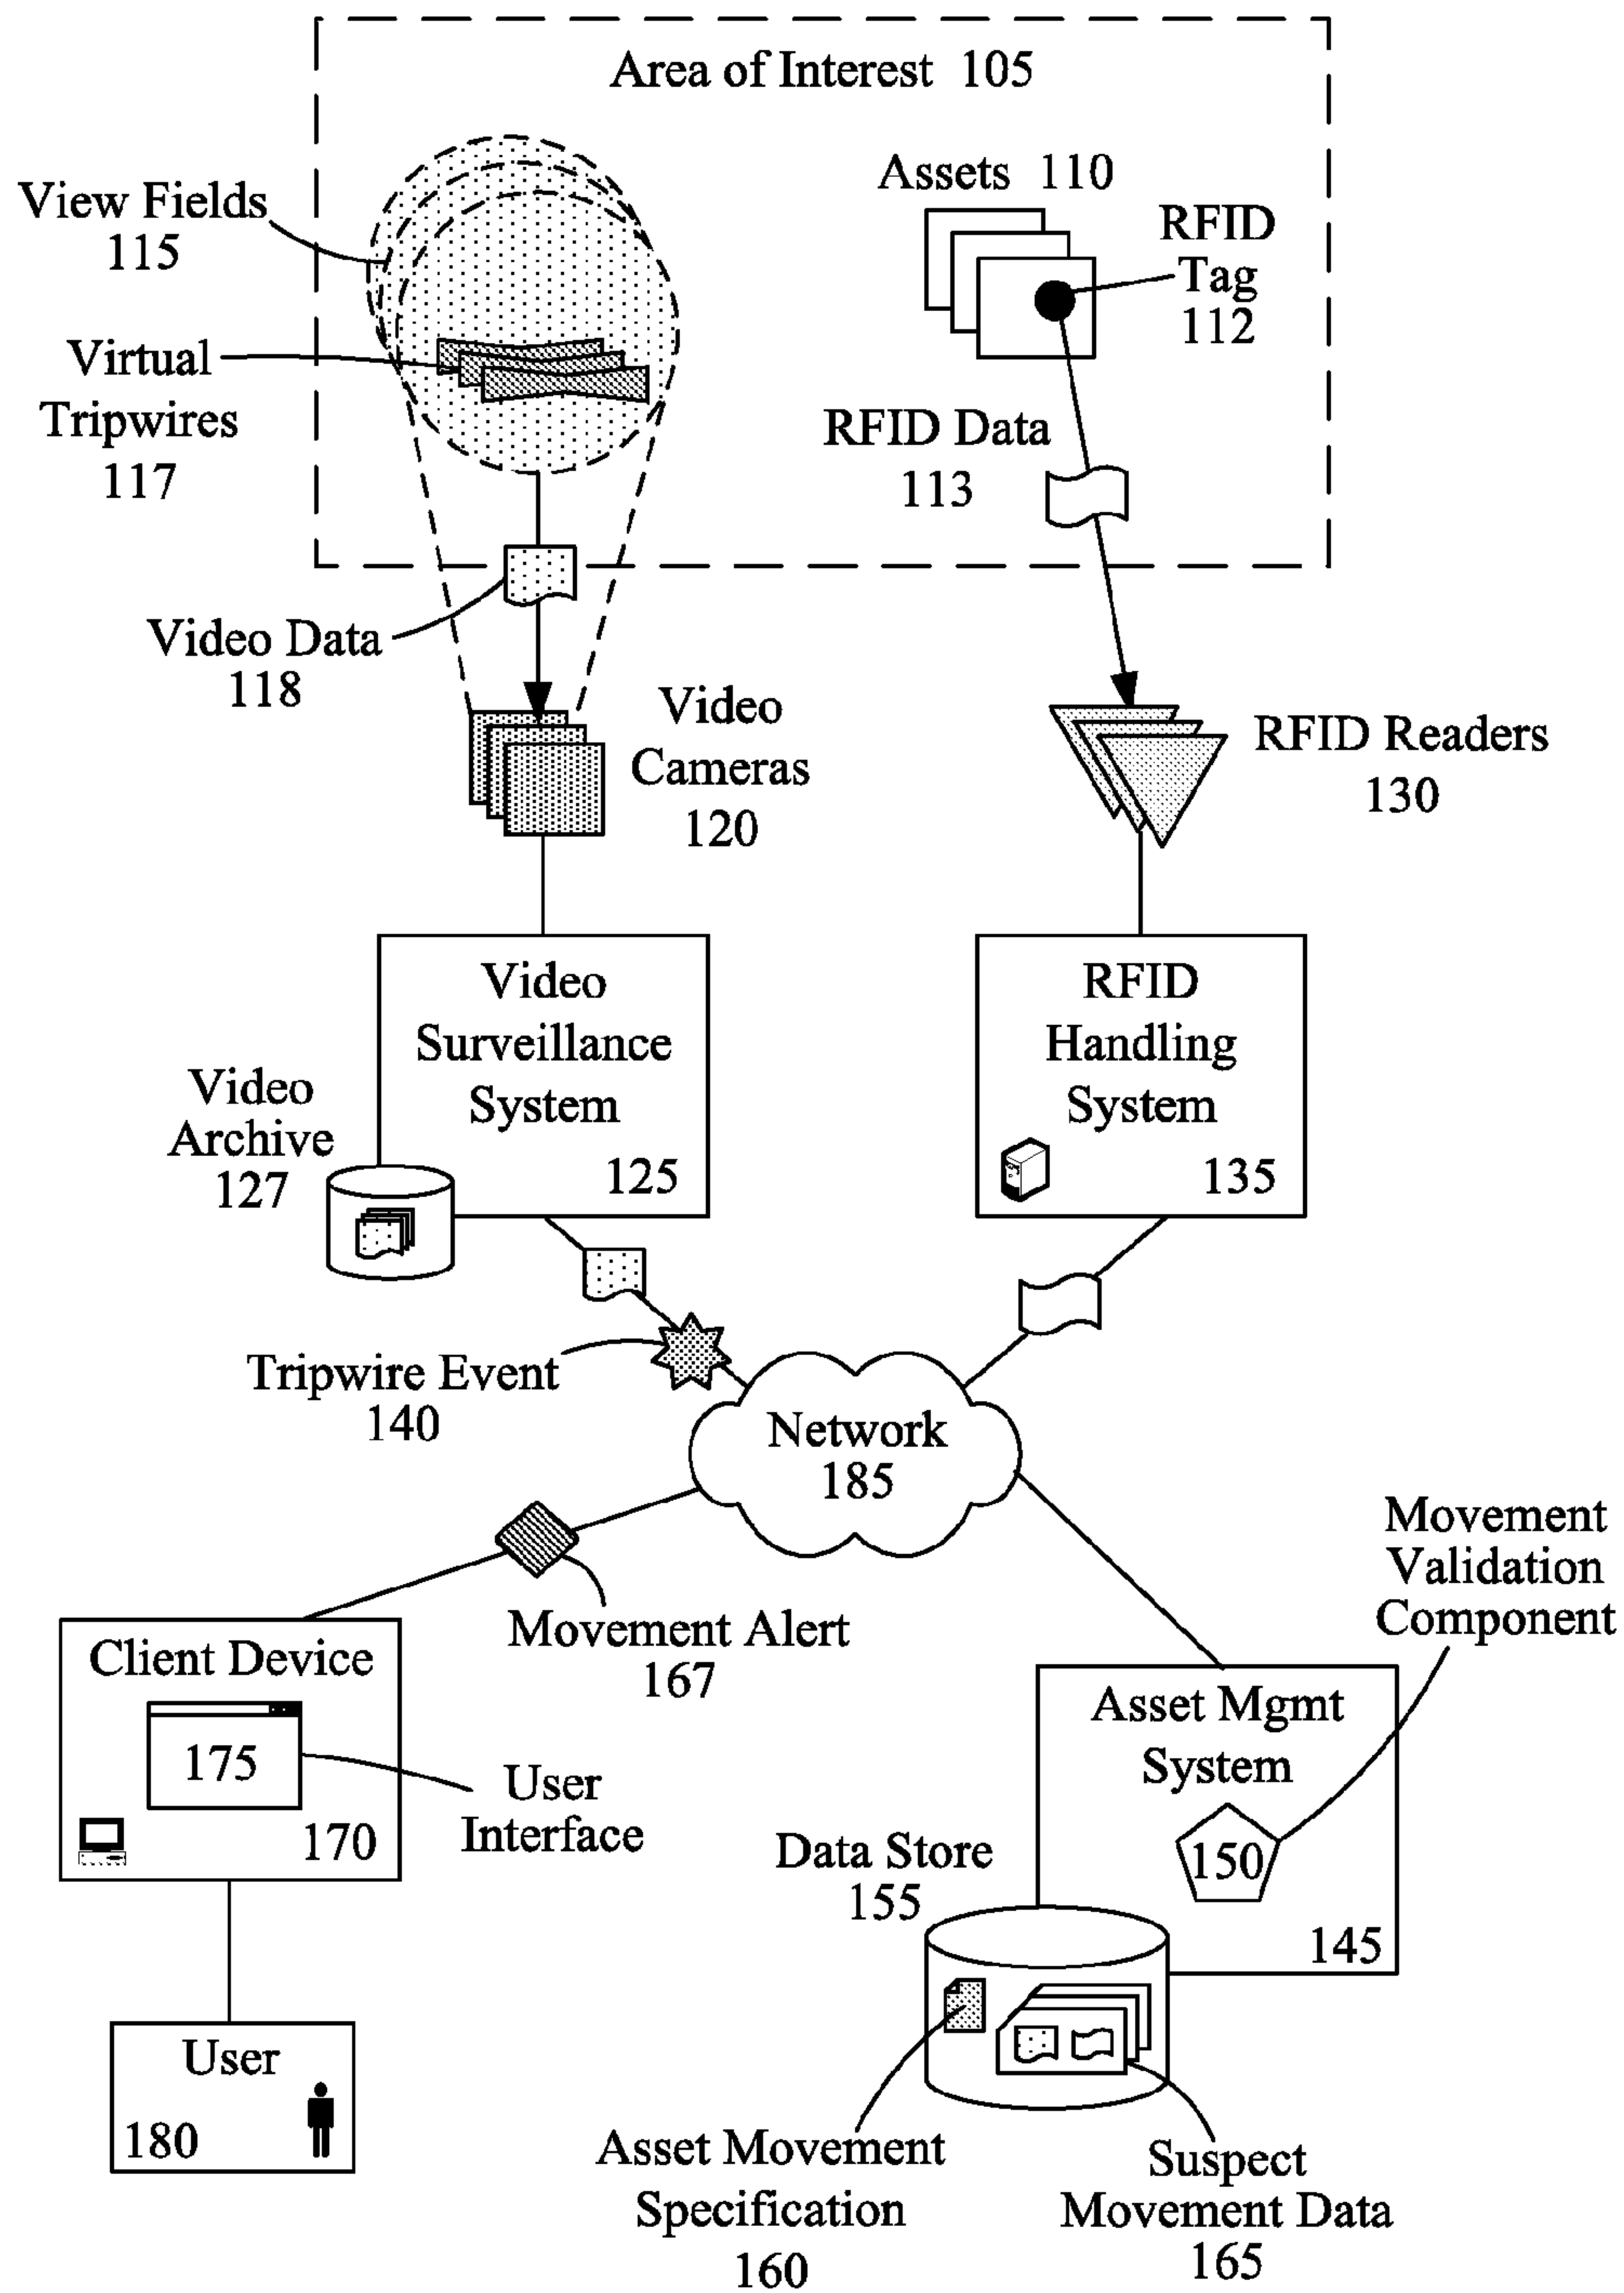 Area of Interest 105
View Fields
115
Assets 110
RFID
Tag
112
Virtual
Tripwires
117
RFID Data
113
Video Data
118
Video
Cameras
120
RFID Readers
130
Video
Surveillance
System
125
RFID
Handling
System
135
Video
Archive
127
Tripwire Event
140
Network
185
Movement
Validation
Component
Movement Alert
167
Client Device
175
170
User
Interface
Asset Mgmt
System
150
145
Data Store
155
User
180
Asset Movement
Specification
160
Suspect
Movement Data
165